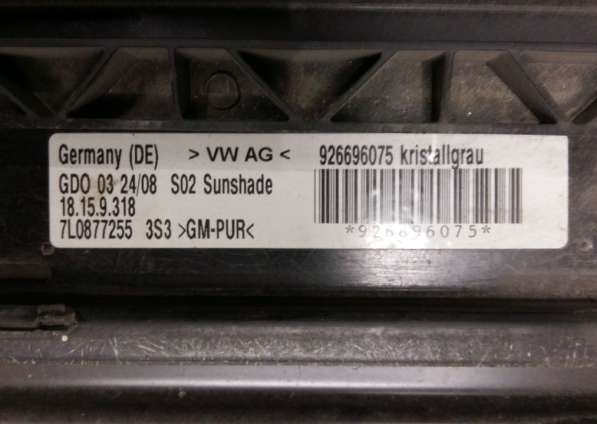 Germany (DE) > VW AG < 926696075 kristallgrau
GDO 03 24/08 S02 Sunshade
18.15.9.318
7L0877255 3S3 >GM-PUR<
*926696075*